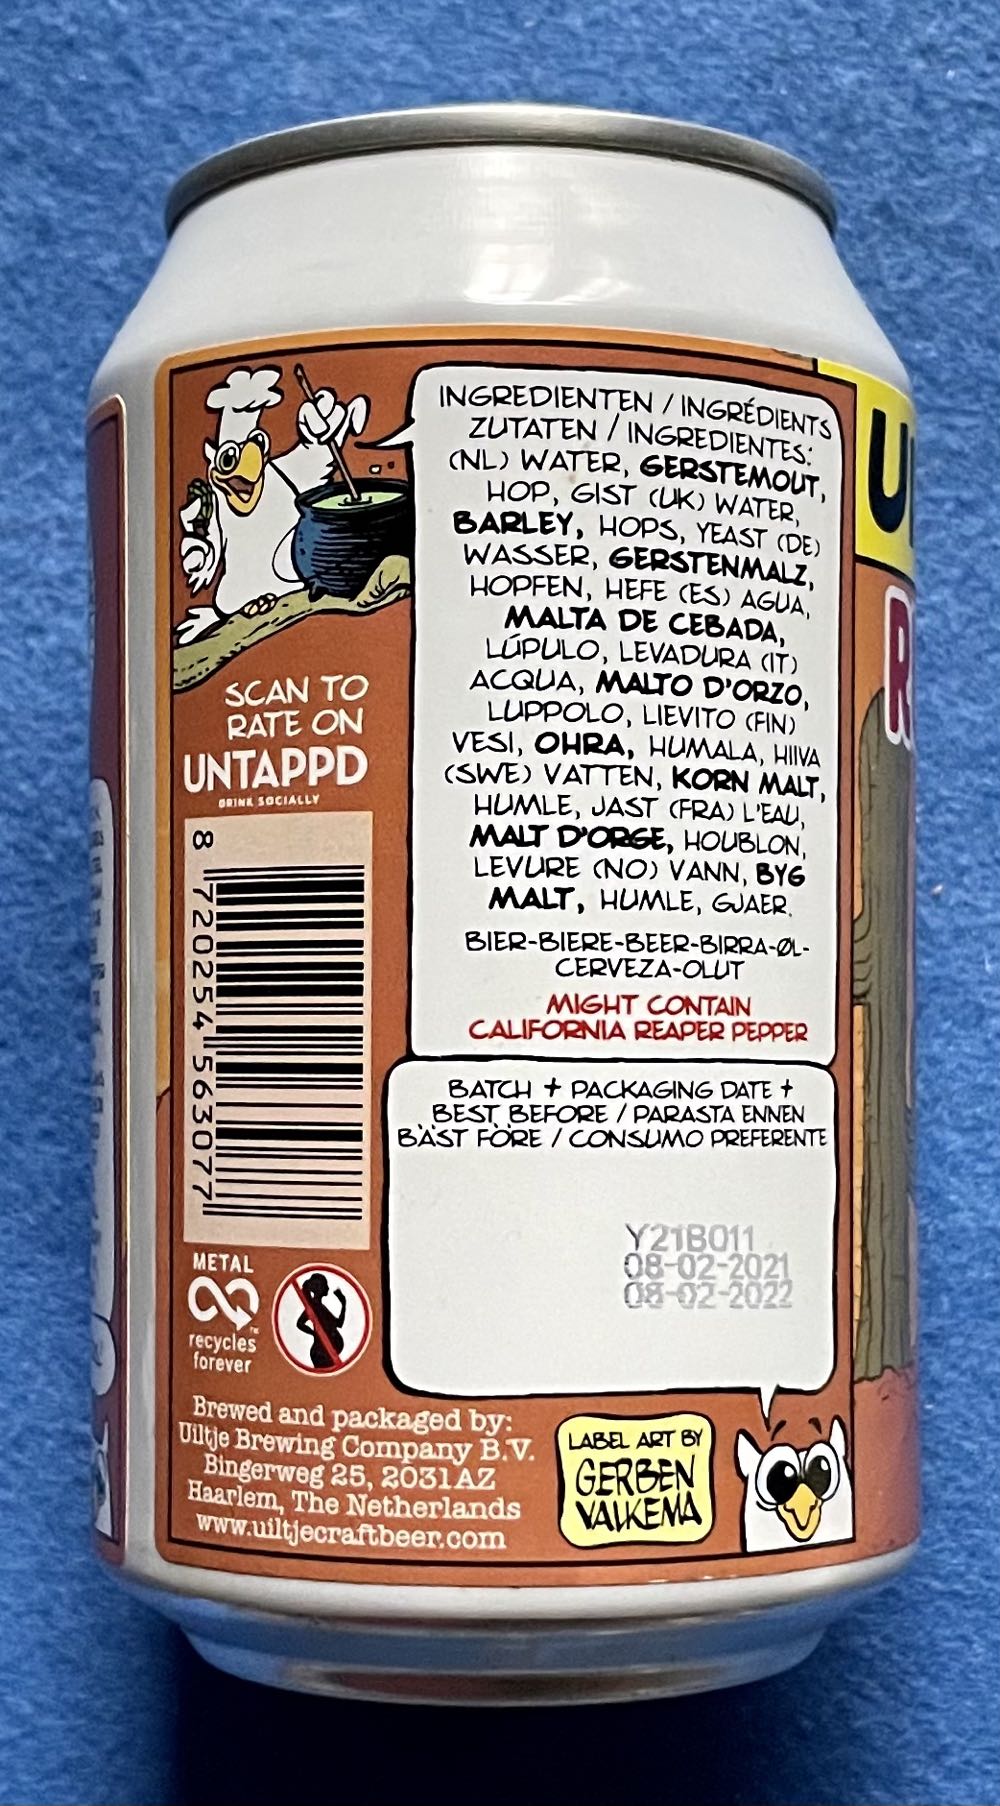 INGREDIENTEN / INGRÉDIENTS
ZUTATEN / INGREDIENTES:
(NL) WATER, GERSTEMOUT,
HOP, GIST (UK) WATER,
BARLEY, HOPS, YEAST (DE)
WASSER, GERSTENMALZ,
HOPFEN, HEFE (ES) AGUA,
MALTA DE CEBADA,
LÚPULO, LEVADURA (IT)
ACQUA, MALTO D'ORZO,
LUPPOLO, LIEVITO (FIN)
VESI, OHRA, HUMALA, HIIVA
(SWE) VATTEN, KORN MALT,
HUMLE, JAST (FRA) L'EAU,
MALT D'ORGE, HOUBLON,
LEVURE (NO) VANN, BYG
MALT, HUMLE, GJAER.
BIER-BIERE-BEER-BIRRA-ØL-
CERVEZA-OLUT
MIGHT CONTAIN
CALIFORNIA REAPER PEPPER
SCAN TO
RATE ON
UNTAPPD
DRINK SOCIALLY
8 720254 563077
BATCH + PACKAGING DATE +
BEST BEFORE / PARASTA ENNEN
BÄST FÖRE / CONSUMO PREFERENTE
Y21B011
08-02-2021
08-02-2022
METAL
recycles
forever
Brewed and packaged by:
Uiltje Brewing Company B.V.
Bingerweg 25, 2031AZ
Haarlem, The Netherlands
www.uiltjecraftbeer.com
LABEL ART BY
GERBEN
VALKEMA